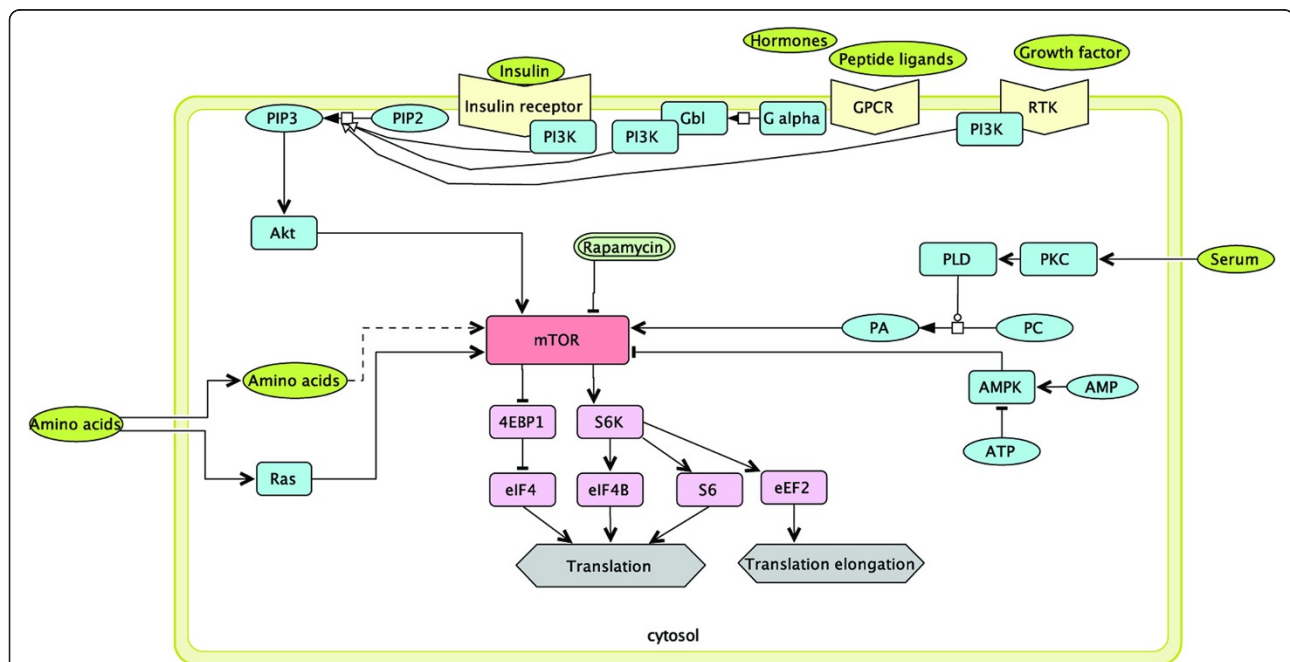 Hormones
Peptide ligands
Growth factor
Insulin
Insulin receptor
GPCR
RTK
PIP3
PIP2
PI3K
PI3K
Gbl
G alpha
PI3K
Akt
Rapamycin
PLD
PKC
Serum
mTOR
PA
PC
Amino acids
AMPK
AMP
Amino acids
4EBP1
S6K
ATP
Ras
eIF4
eIF4B
S6
eEF2
Translation
Translation elongation
cytosol